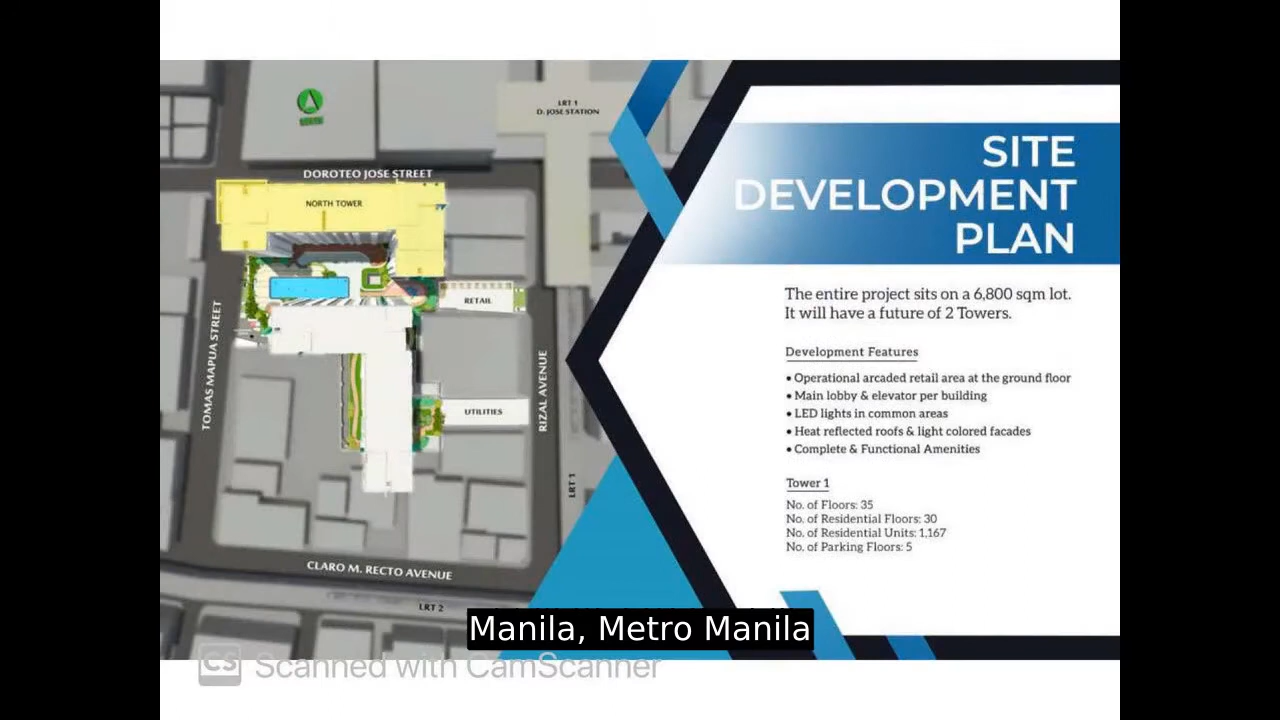 LRT 1
D. JOSE STATION
DOROTEO JOSE STREET
NORTH TOWER
RETAIL
TOMAS MAPUA STREET
RIZAL AVENUE
UTILITIES
LRT 1
CLARO M. RECTO AVENUE
LRT 2
SITE
DEVELOPMENT
PLAN
The entire project sits on a 6,800 sqm lot.
It will have a future of 2 Towers.
Development Features
• Operational arcaded retail area at the ground floor
• Main lobby & elevator per building
• LED lights in common areas
• Heat reflected roofs & light colored facades
• Complete & Functional Amenities
Tower 1
No. of Floors: 35
No. of Residential Floors: 30
No. of Residential Units: 1,167
No. of Parking Floors: 5
Manila, Metro Manila
CS Scanned with CamScanner